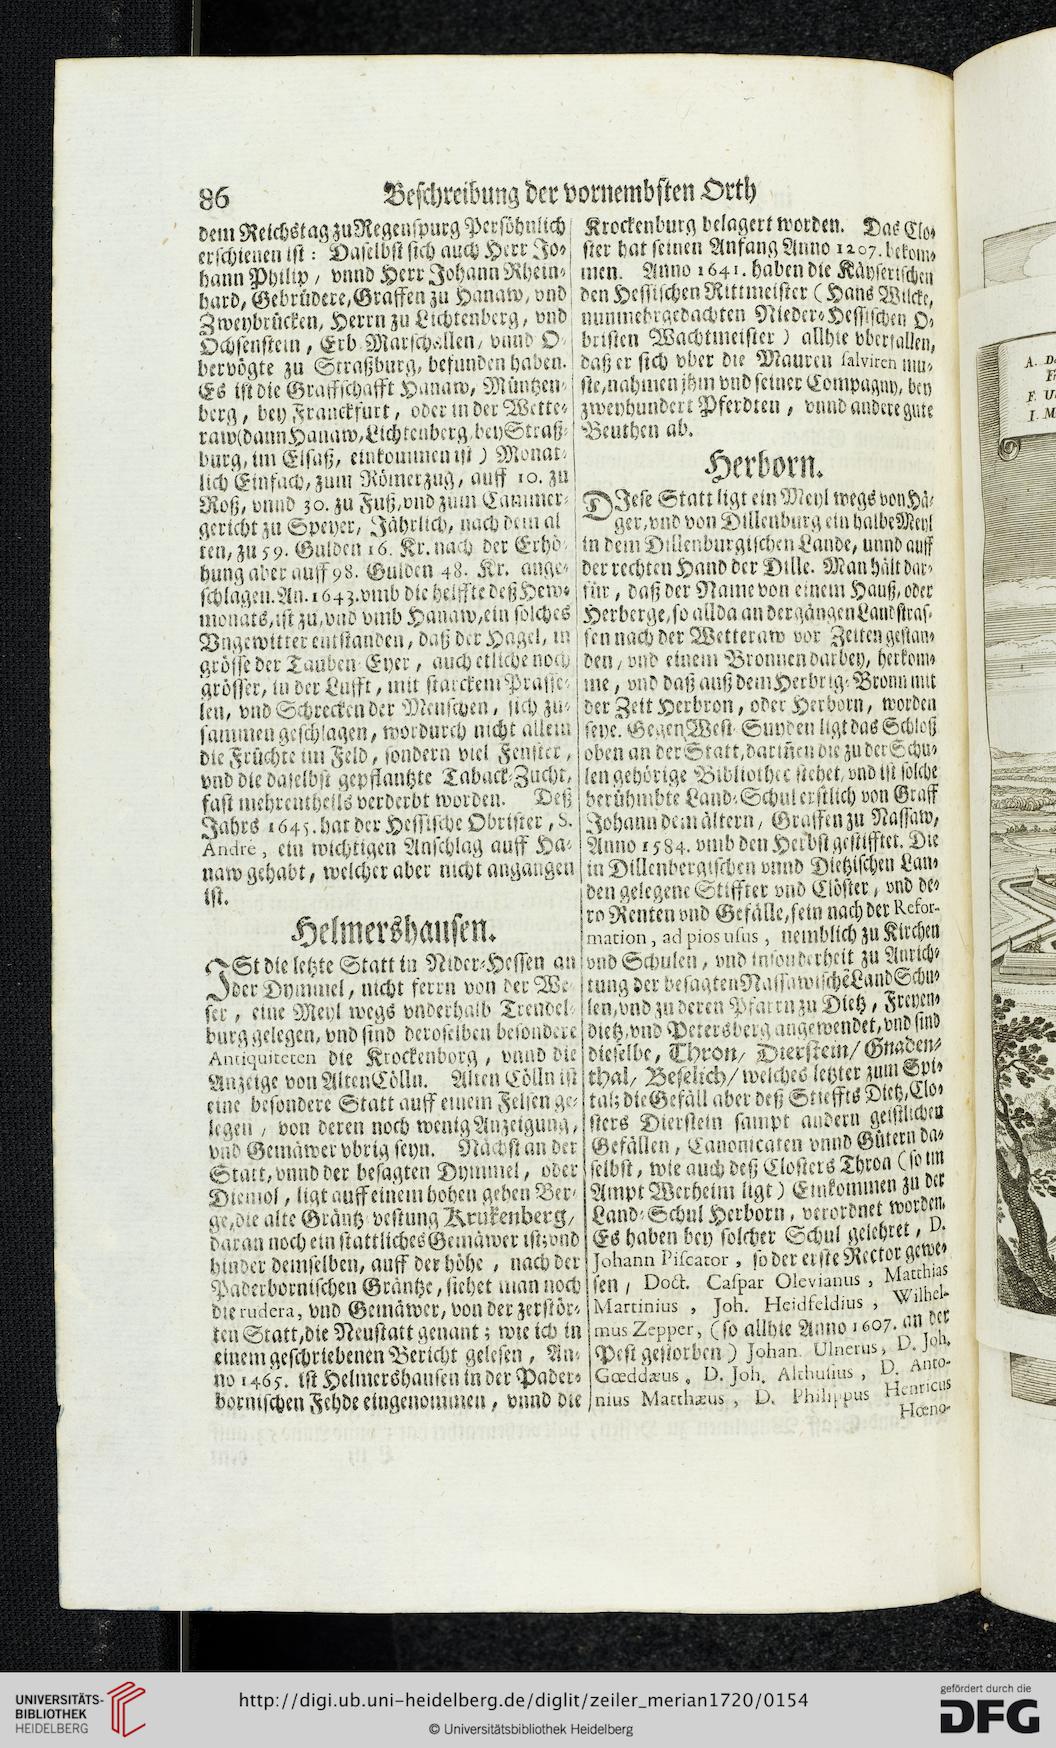 86 Beschreibung der vornembsten Orth
dem Reichstag zu Regenspurg Persöhnlich
erschienen ist: Daselbst sich auch Herr Jo-
hann Philip / vnnd Herr Johann Rhein-
hard, Gebrüdere, Graffen zu Hanaw, vnd
Zweybrücken, Herrn zu Lichtenberg, vnd
Ochsenstein, Erb Marschallen / vnnd O-
bervögte zu Straßburg, befunden haben.
Es ist die Graffschafft Hanaw, Müntzen-
berg, bey Franckfurt, oder in der Wette-
raw (dann Hanaw, Lichtenberg, bey Straß-
burg, im Elsaß, einkommen ist) Monat-
lich Einfach, zum Römerzug, auff 10. zu
Roß, vnnd 30. zu Fuß, vnd zum Cammer-
gericht zu Speyer, Jährlich, nach dem al
ten, zu 59. Gulden 16. Kr. nach der Erhö-
hung aber auff 98. Gulden 48. Kr. ange-
schlagen. An. 1643. vmb die helffte deß Hew-
monats, ist zu, vnd vmb Hanaw, ein solches
Vngewitter entstanden, daß der Hagel, in
grösse der Tauben Eyer, auch etliche noch
grösser, in der Lufft, mit starckem Prasse-
len, vnd Schrecken der Menschen, sich zu-
sammen geschlagen, wordurch nicht allein
die Früchte im Feld, sondern viel Fenster,
vnd die daselbst gepflantzte Taback-Zucht,
fast mehrentheils verderbt worden. Deß
Jahrs 1645. hat der Hessische Obrister, S.
André, ein wichtigen Anschlag auff Ha-
naw gehabt, welcher aber nicht angangen
ist.
Helmershausen.
JSt die letzte Statt in Nider-Hessen an
der Dymmel, nicht ferrn von der We-
ser, eine Meyl wegs vnderhalb Trendel-
burg gelegen, vnd sind deroselben besondere
Antiquiteten die Krockenborg, vnnd die
Anzeige von Alten Cölln. Alten Cölln ist
eine besondere Statt auff einem Felsen ge-
legen / von deren noch wenig Anzeigung,
vnd Gemäwer vbrig seyn. Nächst an der
Statt, vnnd der besagten Dymmel, oder
Diemol, ligt auff einem hohen gehen Ber-
ge, die alte Gräntz vestung Krukenberg /
daran noch ein stattliches Gemäwer ist; vnd
hinder demselben, auff der höhe, nach der
Paderbornischen Gräntze, siehet man noch
die rudera, vnd Gemäwer, von der zerstör-
ten Statt, die Neustatt genant; wie ich in
einem geschriebenen Bericht gelesen, An-
no 1465. ist Helmershausen in der Pader-
bornischen Fehde eingenommen, vnnd die
Krockenburg belagert worden. Das Clo-
ster hat seinen Anfang Anno 1207. bekom-
men. Anno 1641. haben die Käyserischen
den Hessischen Rittmeister (Hans Wilcke,
nunmehr gedachten Nieder-Hessischen O-
bristen Wachtmeister) allhie vberfallen,
daß er sich vber die Mauren salviren mu-
ste, nahmen jhm vnd seiner Compagny, bey
zweyhundert Pferdten, vnnd andere gute
Beuthen ab.
Herborn.
DJese Statt ligt ein Meyl wegs von Hä-
ger, vnd von Dillenburg ein halbe Meyl
in dem Dillenburgischen Lande, unnd auff
der rechten Hand der Dille. Man hält dar-
für, daß der Name von einem Hauß, oder
Herberge, so allda an der gängen Landstras-
sen nach der Wetteraw vor Zeiten gestan-
den / vnd einem Bronnen darbey, herkom-
me, vnd daß auß dem Herbrig-Bronn mit
der Zeit Herbron, oder Herborn, worden
seye. Gegen West Suyden ligt das Schloß
oben an der Statt, dariñen die zu der Schu-
len gehörige Bibliothec stehet, vnd ist solche
berühmbte Land-Schul erstlich von Graff
Johann dem ältern, Graffen zu Nassaw,
Anno 1584. vmb den Herbst gestifftet. Die
in Dillenbergischen vnnd Dietzischen Lan-
den gelegene Stiffter vnd Clöster, vnd de-
ro Renten vnd Gefälle, sein nach der Refor-
mation, ad pios usus, nemblich zu Kirchen
vnd Schulen, vnd insonderheit zu Anrich-
tung der besagten Nassawischẽ Land Schu-
len, vnd zu deren Pfarrn zu Dietz, Freyen-
dietz, vnd Petersberg angewendet, vnd sind
dieselbe, Thron / Dierstein / Gnaden-
thal / Beselich / welches letzter zum Spi-
tal; die Gefäll aber deß Stieffts Dietz, Clo-
sters Dierstein sampt andern geistlichen
Gefällen, Canonicaten vnnd Gütern da-
selbst, wie auch deß Closters Thron (so im
Ampt Werheim ligt) Einkommen zu der
Land-Schul Herborn, verordnet worden.
Es haben bey solcher Schul gelehret, D.
Johann Piscator, so der erste Rector gewe-
sen, Doct. Caspar Olevianus, Matthias
Martinius, Joh. Heidfeldius, Wilhel-
mus Zepper, (so allhie Anno 1607. an der
Pest gestorben) Johan. Ulnerus, D. Joh.
Gœddæus, D. Joh. Althusius, D. Anto-
nius Matthæus, D. Philippus Henricus
Hœno-
A. D
F. U
I. M
UNIVERSITÄTS-
BIBLIOTHEK
HEIDELBERG
http://digi.ub.uni-heidelberg.de/diglit/zeiler_merian1720/0154
© Universitätsbibliothek Heidelberg
gefördert durch die
DFG